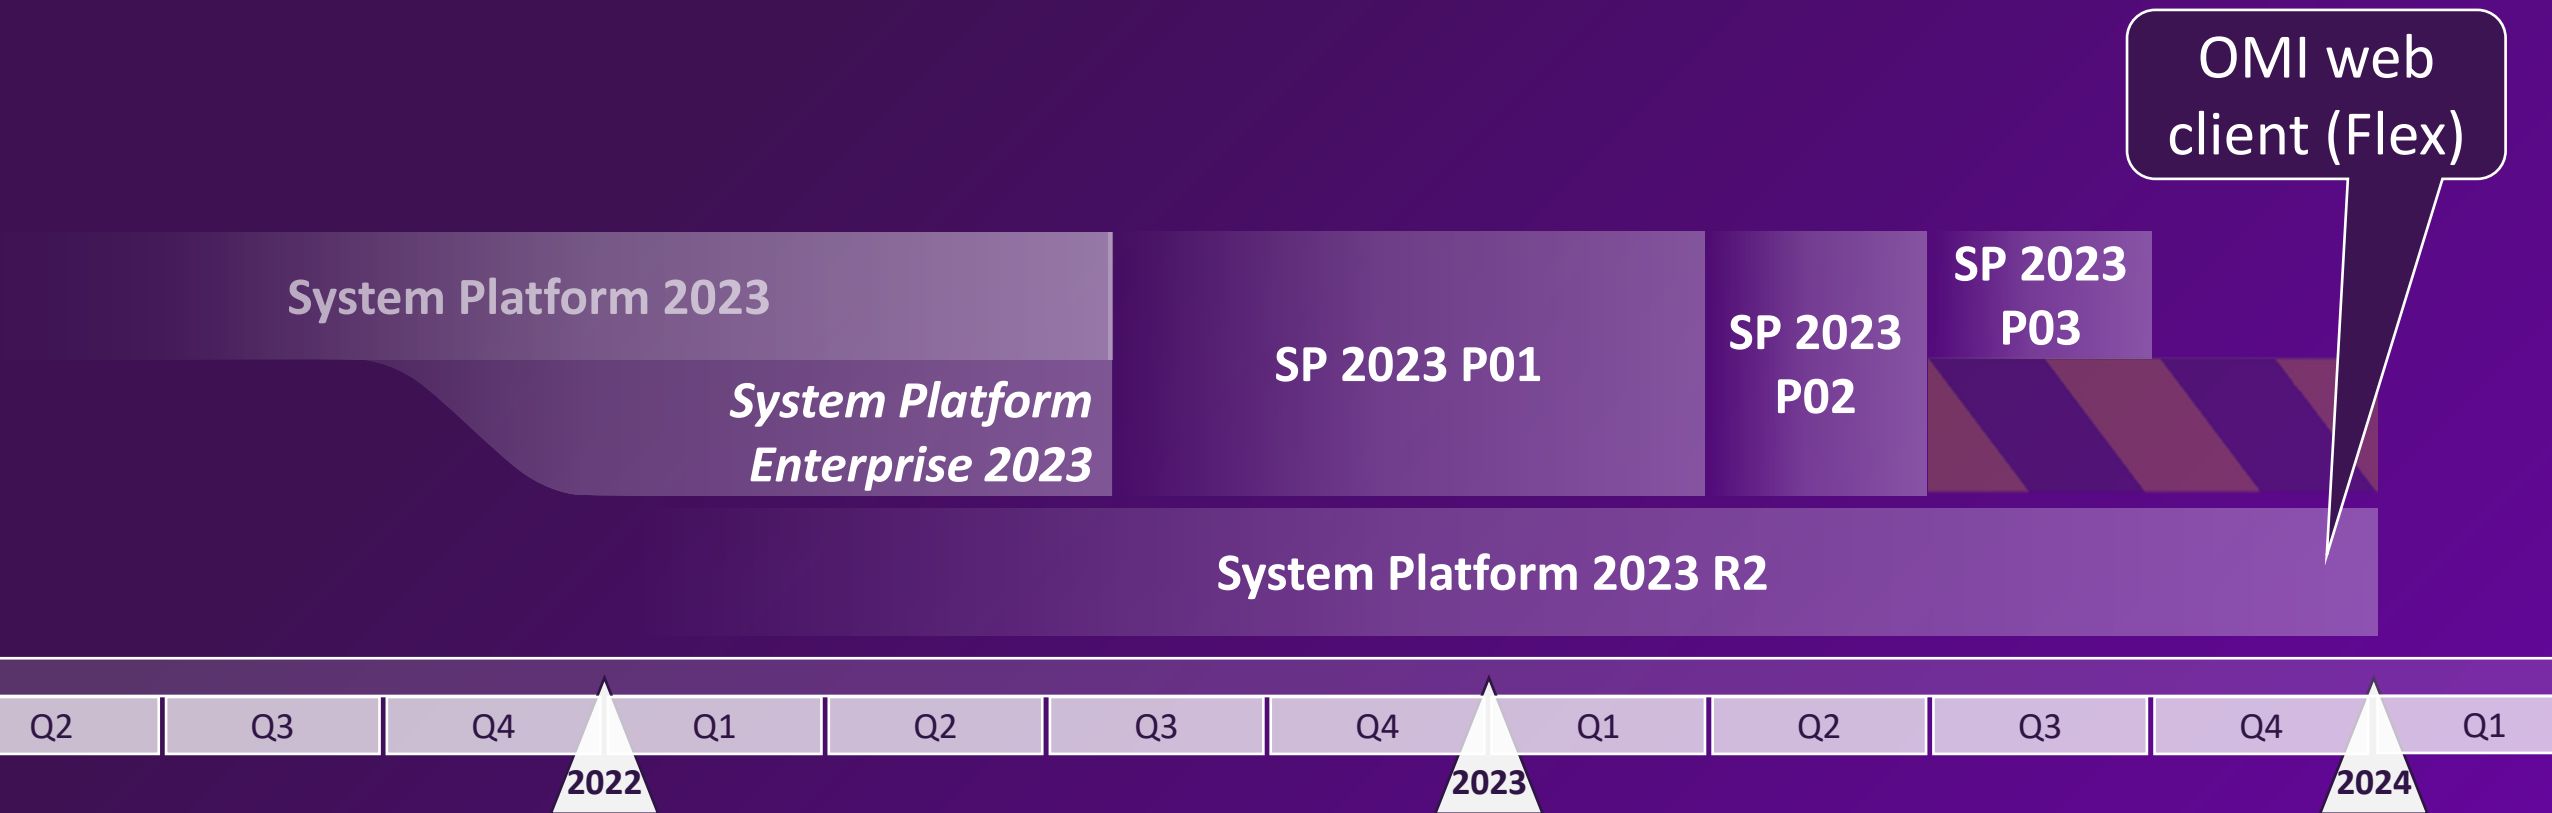 OMI web
client (Flex)
System Platform 2023
System Platform
Enterprise 2023
SP 2023 P01
SP 2023
P02
SP 2023
P03
System Platform 2023 R2
Q2 Q3 Q4 Q1 Q2 Q3 Q4 Q1 Q2 Q3 Q4 Q1
2022 2023 2024